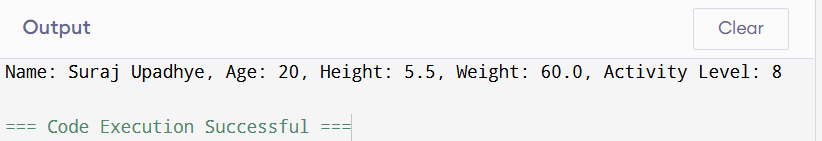 Output
Clear
Name: Suraj Upadhye, Age: 20, Height: 5.5, Weight: 60.0, Activity Level: 8
=== Code Execution Successful ===